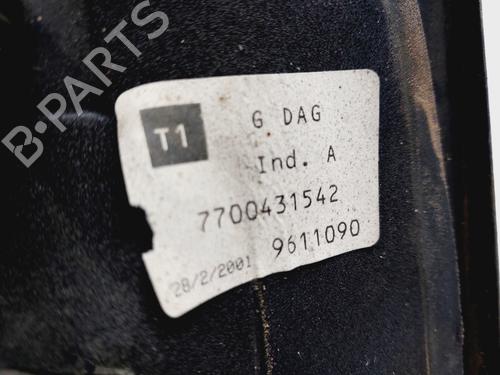 B-PARTS
T1
G DAG
Ind. A
7700431542
28/2/2001 9611090